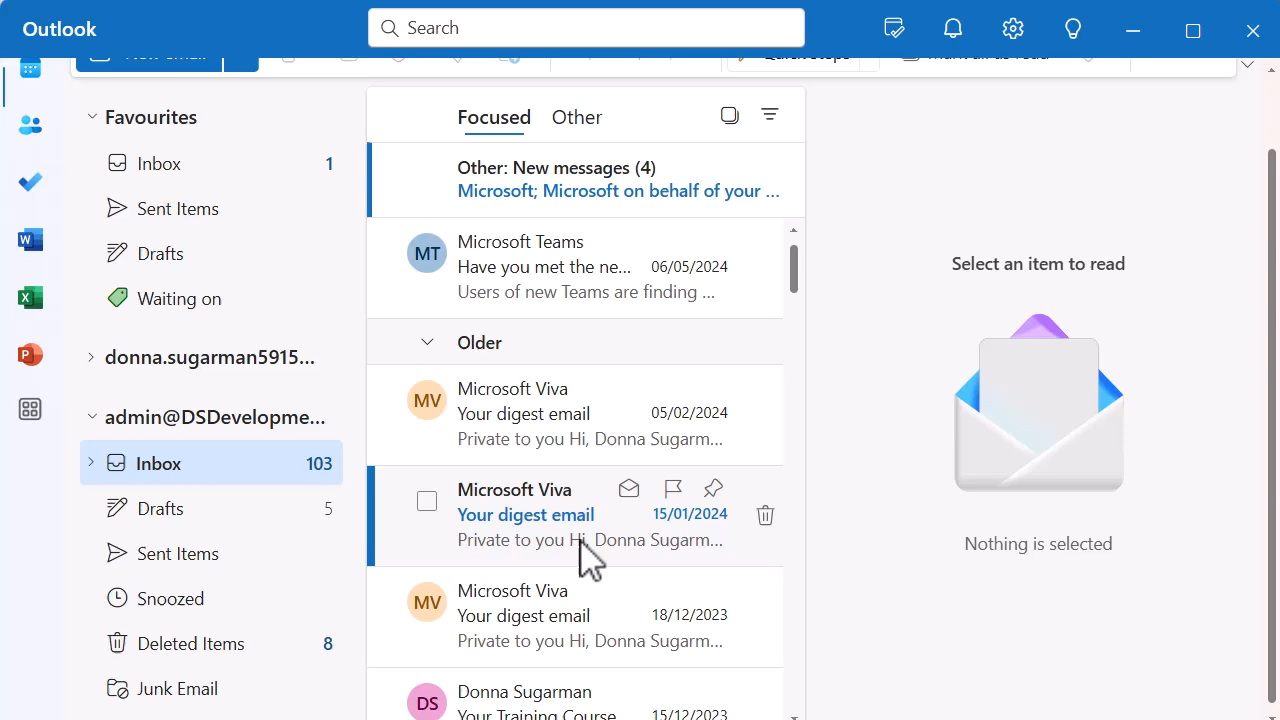 Outlook
Search
Favourites
Inbox 1
Sent Items
Drafts
Waiting on
donna.sugarman5915...
admin@DSDevelopme...
Inbox 103
Drafts 5
Sent Items
Snoozed
Deleted Items 8
Junk Email
Focused Other
Other: New messages (4)
Microsoft; Microsoft on behalf of your ...
MT
Microsoft Teams
Have you met the ne... 06/05/2024
Users of new Teams are finding ...
Older
MV
Microsoft Viva
Your digest email 05/02/2024
Private to you Hi, Donna Sugarm...
Microsoft Viva
Your digest email 15/01/2024
Private to you Hi, Donna Sugarm...
MV
Microsoft Viva
Your digest email 18/12/2023
Private to you Hi, Donna Sugarm...
DS
Donna Sugarman
Your Training Course 15/12/2023
Select an item to read
Nothing is selected